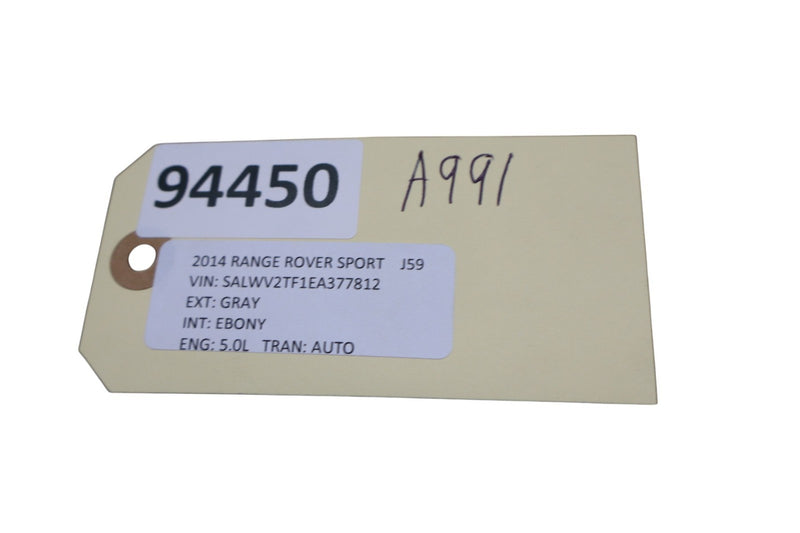 94450
A991
2014 RANGE ROVER SPORT J59
VIN: SALWV2TF1EA377812
EXT: GRAY
INT: EBONY
ENG: 5.0L TRAN: AUTO